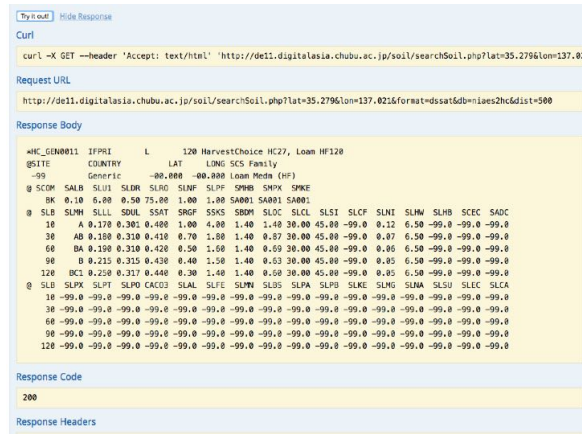 Try it out! Hide Response
Curl
curl -X GET --header 'Accept: text/html' 'http://de11.digitalasia.chubu.ac.jp/soil/searchSoil.php?lat=35.279&lon=137.02
Request URL
http://de11.digitalasia.chubu.ac.jp/soil/searchSoil.php?lat=35.279&lon=137.021&format=dssat&db=niaes2hc&dist=500
Response Body
*HC_GEN0011 IFPRI L 120 HarvestChoice HC27, Loam HF120
@SITE COUNTRY LAT LONG SCS Family
-99 Generic -00.000 -00.000 Loam Medm (HF)
@ SCOM SALB SLU1 SLDR SLRO SLNF SLPF SMHB SMPX SMKE
BK 0.10 6.00 0.50 75.00 1.00 1.00 SA001 SA001 SA001
@ SLB SLMH SLLL SDUL SSAT SRGF SSKS SBDM SLOC SLCL SLSI SLCF SLNI SLHW SLHB SCEC SADC
10 A 0.170 0.301 0.400 1.00 4.00 1.40 1.40 30.00 45.00 -99.0 0.12 6.50 -99.0 -99.0 -99.0
30 AB 0.180 0.310 0.410 0.70 1.80 1.40 0.87 30.00 45.00 -99.0 0.07 6.50 -99.0 -99.0 -99.0
60 BA 0.190 0.310 0.420 0.50 1.60 1.40 0.69 30.00 45.00 -99.0 0.06 6.50 -99.0 -99.0 -99.0
90 B 0.215 0.315 0.430 0.40 1.50 1.40 0.63 30.00 45.00 -99.0 0.05 6.50 -99.0 -99.0 -99.0
120 BC1 0.250 0.317 0.440 0.30 1.40 1.40 0.60 30.00 45.00 -99.0 0.05 6.50 -99.0 -99.0 -99.0
@ SLB SLPX SLPT SLPO CACO3 SLAL SLFE SLMN SLBS SLPA SLPB SLKE SLMG SLNA SLSU SLEC SLCA
10 -99.0 -99.0 -99.0 -99.0 -99.0 -99.0 -99.0 -99.0 -99.0 -99.0 -99.0 -99.0 -99.0 -99.0 -99.0 -99.0
30 -99.0 -99.0 -99.0 -99.0 -99.0 -99.0 -99.0 -99.0 -99.0 -99.0 -99.0 -99.0 -99.0 -99.0 -99.0 -99.0
60 -99.0 -99.0 -99.0 -99.0 -99.0 -99.0 -99.0 -99.0 -99.0 -99.0 -99.0 -99.0 -99.0 -99.0 -99.0 -99.0
90 -99.0 -99.0 -99.0 -99.0 -99.0 -99.0 -99.0 -99.0 -99.0 -99.0 -99.0 -99.0 -99.0 -99.0 -99.0 -99.0
120 -99.0 -99.0 -99.0 -99.0 -99.0 -99.0 -99.0 -99.0 -99.0 -99.0 -99.0 -99.0 -99.0 -99.0 -99.0 -99.0
Response Code
200
Response Headers